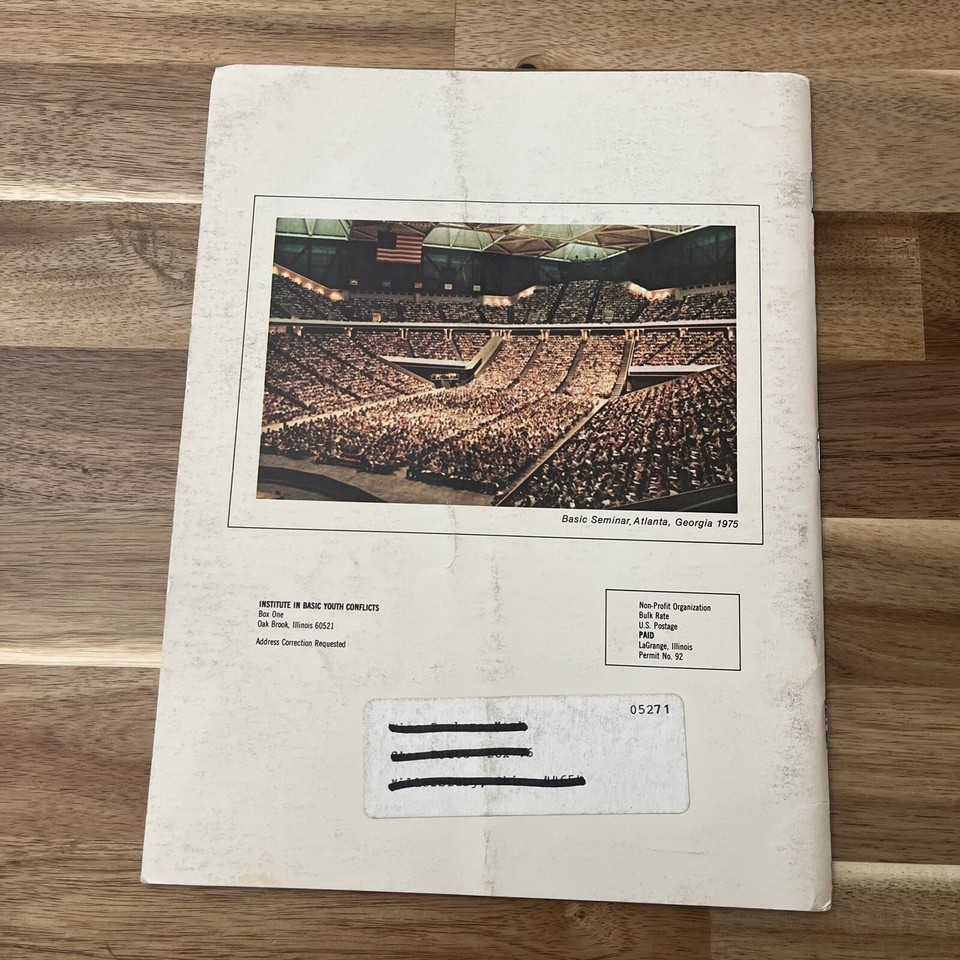 Basic Seminar, Atlanta, Georgia 1975
INSTITUTE IN BASIC YOUTH CONFLICTS
Box One
Oak Brook, Illinois 60521
Address Correction Requested
Non-Profit Organization
Bulk Rate
U.S. Postage
PAID
LaGrange, Illinois
Permit No. 92
05271